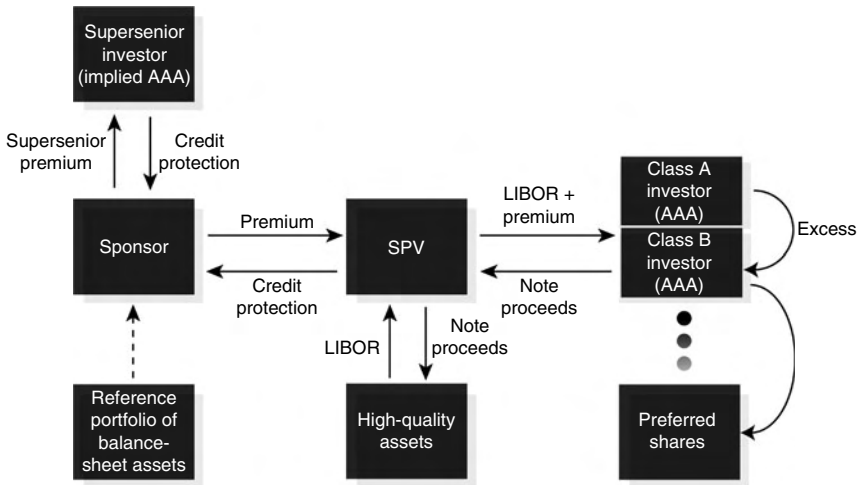 Supersenior
investor
(implied AAA)
Supersenior
premium
Credit
protection
Sponsor
Premium
Credit
protection
SPV
LIBOR +
premium
Note
proceeds
Class A
investor
(AAA)
Class B
investor
(AAA)
Excess
LIBOR
Note
proceeds
Reference
portfolio of
balance-
sheet assets
High-quality
assets
Preferred
shares